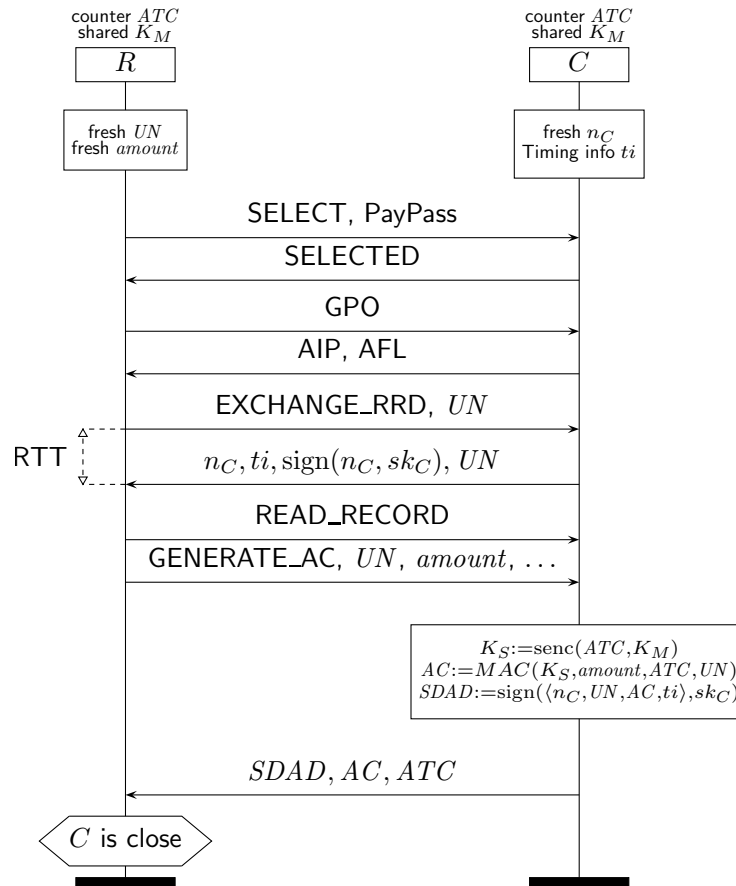 counter ATC
shared K_M
R
counter ATC
shared K_M
C
fresh UN
fresh amount
fresh n_C
Timing info ti
SELECT, PayPass
SELECTED
GPO
AIP, AFL
EXCHANGE_RRD, UN
RTT
n_C, ti, sign(n_C, sk_C), UN
READ_RECORD
GENERATE_AC, UN, amount, ...
K_S:=senc(ATC,K_M)
AC:=MAC(K_S,amount,ATC,UN)
SDAD:=sign(⟨n_C,UN,AC,ti⟩,sk_C)
SDAD, AC, ATC
C is close